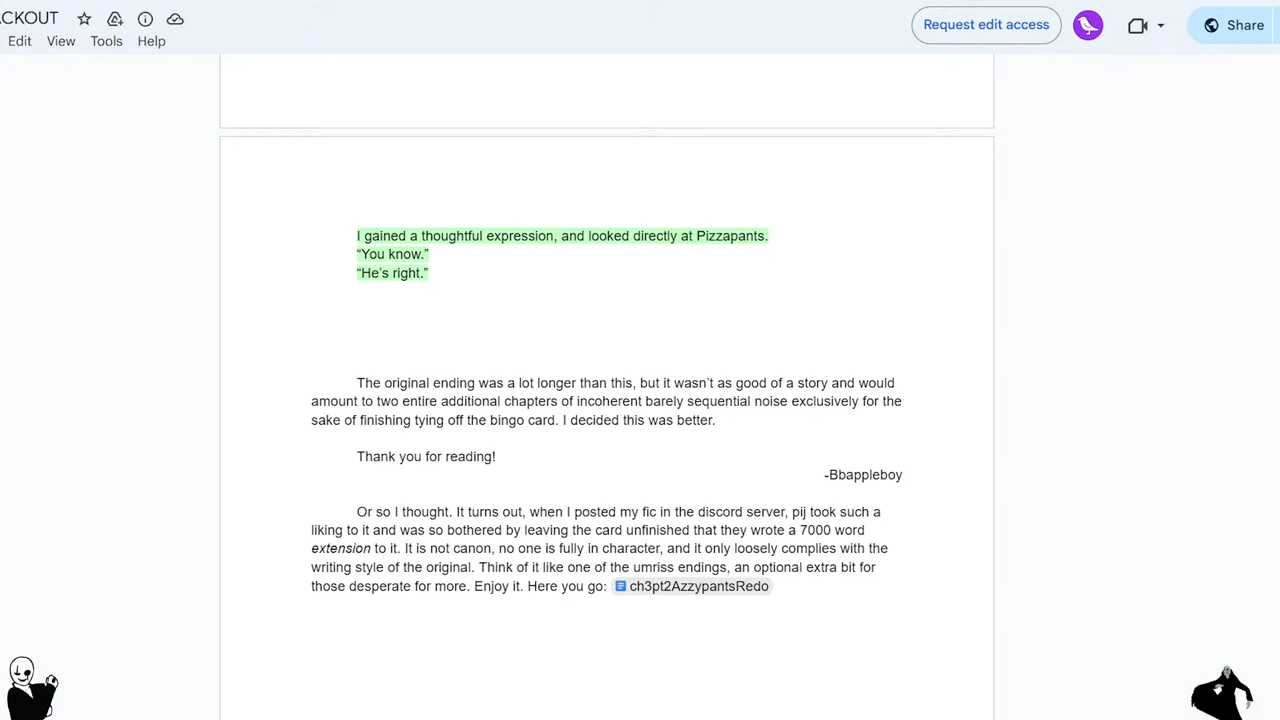 CKOUT
Request edit access
Share
Edit View Tools Help
I gained a thoughtful expression, and looked directly at Pizzapants.
“You know.”
“He’s right.”
The original ending was a lot longer than this, but it wasn’t as good of a story and would
amount to two entire additional chapters of incoherent barely sequential noise exclusively for the
sake of finishing tying off the bingo card. I decided this was better.
Thank you for reading!
-Bbappleboy
Or so I thought. It turns out, when I posted my fic in the discord server, pij took such a
liking to it and was so bothered by leaving the card unfinished that they wrote a 7000 word
extension to it. It is not canon, no one is fully in character, and it only loosely complies with the
writing style of the original. Think of it like one of the umriss endings, an optional extra bit for
those desperate for more. Enjoy it. Here you go: ch3pt2AzzypantsRedo